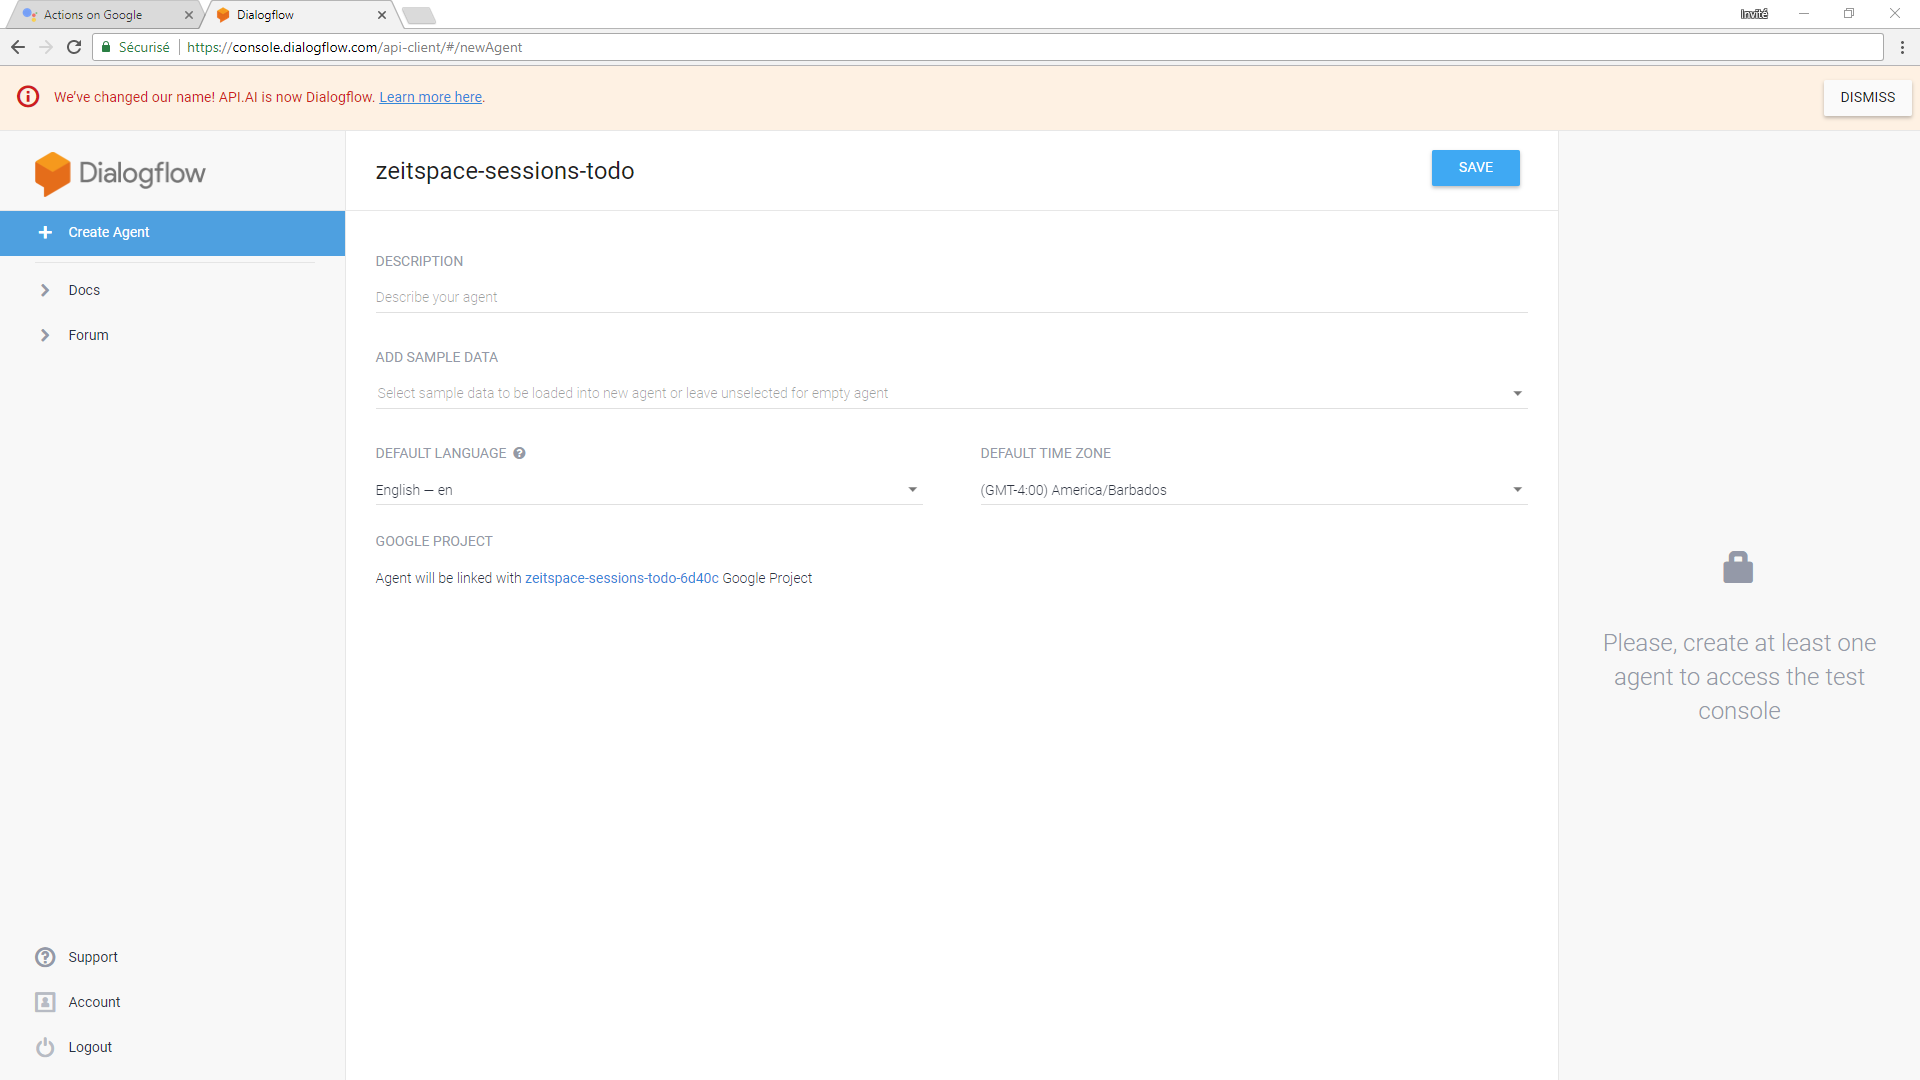 Actions on Google
Dialogflow
Invité
Sécurisé
https://console.dialogflow.com/api-client/#/newAgent
We've changed our name! API.AI is now Dialogflow. Learn more here.
DISMISS
Dialogflow
zeitspace-sessions-todo
SAVE
Create Agent
Docs
Forum
DESCRIPTION
Describe your agent
ADD SAMPLE DATA
Select sample data to be loaded into new agent or leave unselected for empty agent
DEFAULT LANGUAGE
DEFAULT TIME ZONE
English — en
(GMT-4:00) America/Barbados
GOOGLE PROJECT
Agent will be linked with zeitspace-sessions-todo-6d40c Google Project
Please, create at least one
agent to access the test
console
Support
Account
Logout